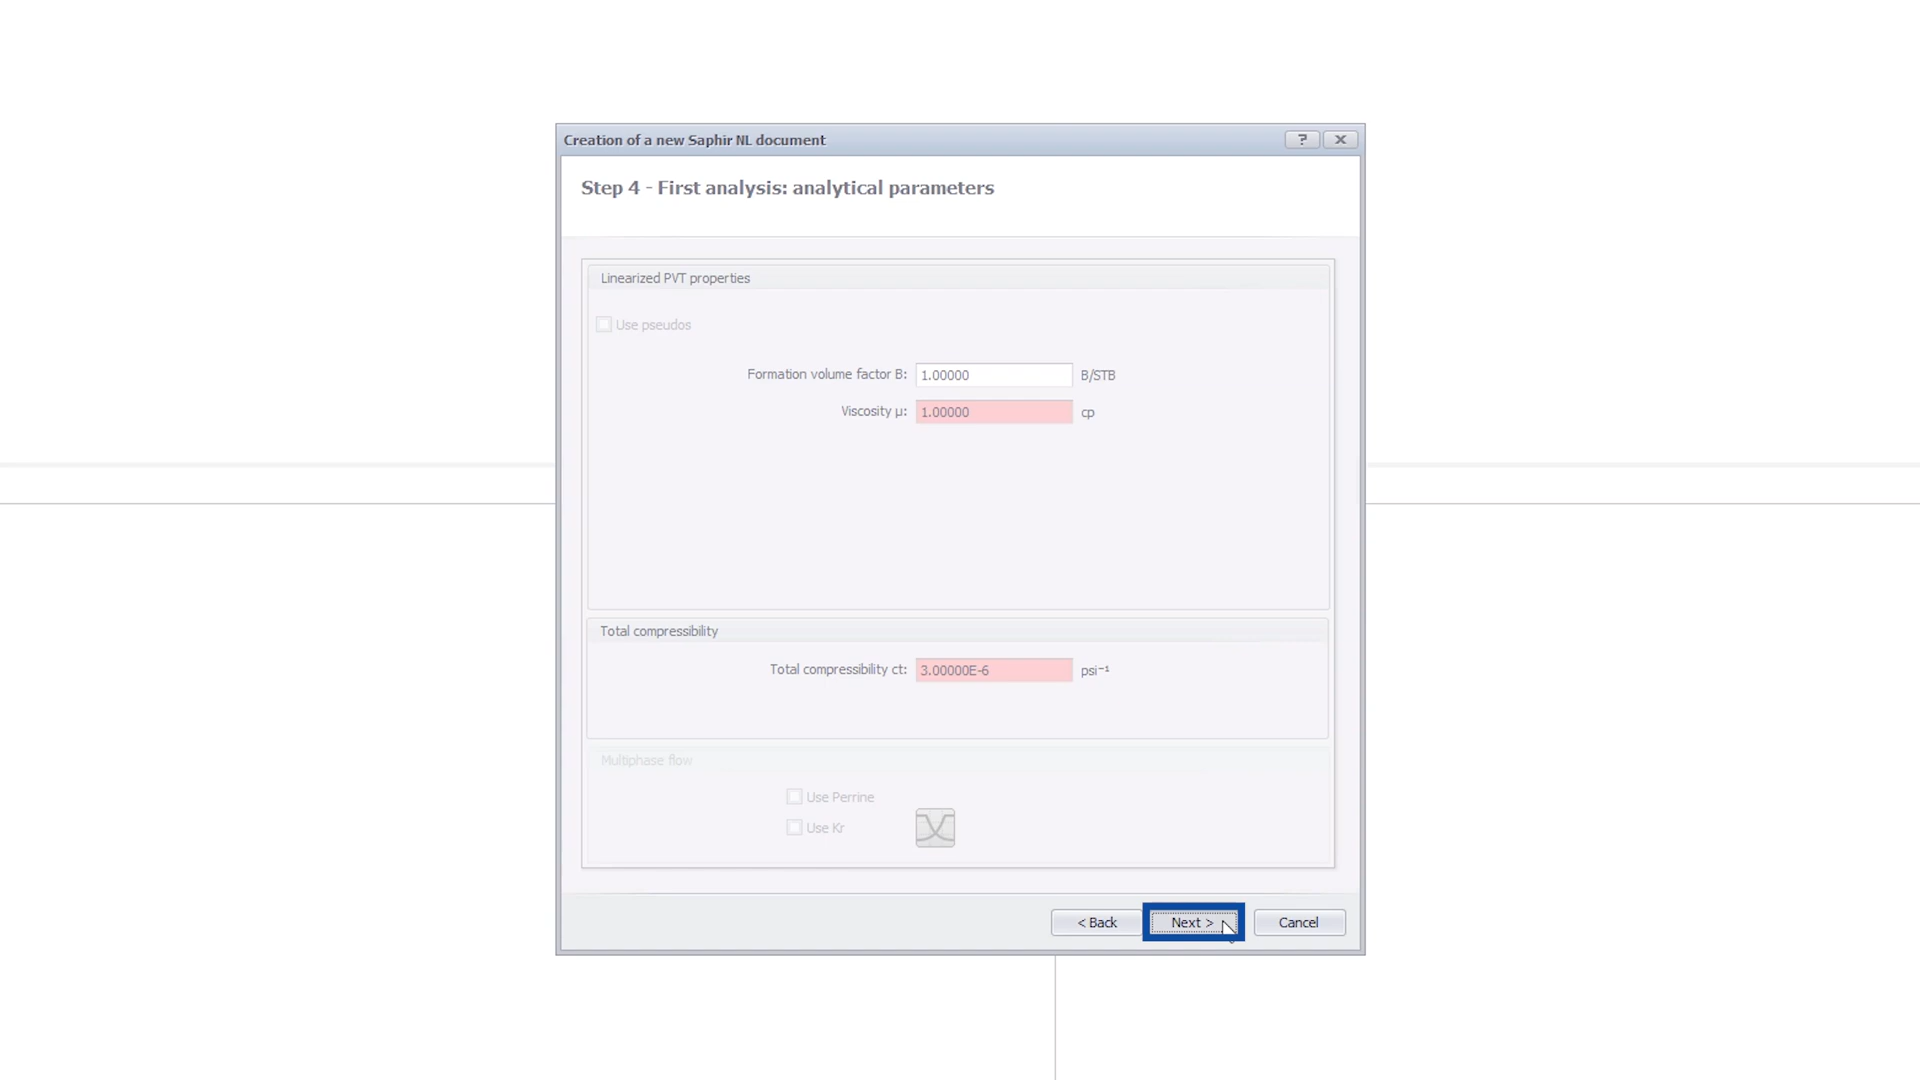 Creation of a new Saphir NL document
?
Step 4 - First analysis: analytical parameters
Linearized PVT properties
Use pseudos
Formation volume factor B: 1.00000 B/STB
Viscosity µ: 1.00000 cp
Total compressibility
Total compressibility ct: 3.00000E-6 psi⁻¹
Multiphase flow
Use Perrine
Use Kr
< Back Next > Cancel